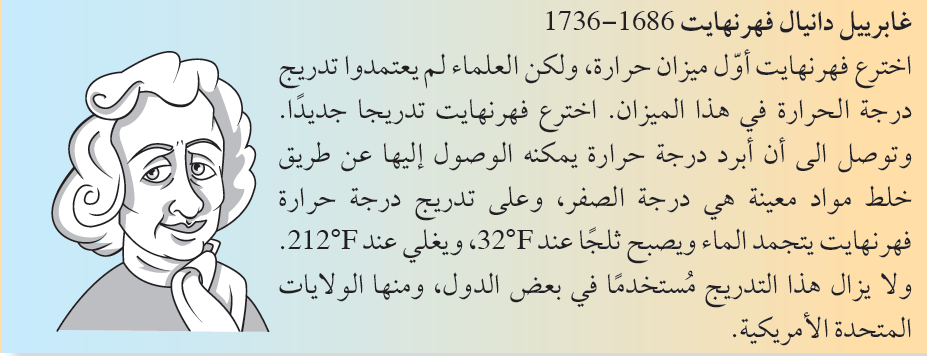 غابرييل دانيال فهرنهايت 1686–1736
اخترع فهرنهايت أوّل ميزان حرارة، ولكن العلماء لم يعتمدوا تدريج
درجة الحرارة في هذا الميزان. اخترع فهرنهايت تدريجا جديدًا.
وتوصل الى أن أبرد درجة حرارة يمكنه الوصول إليها عن طريق
خلط مواد معينة هي درجة الصفر، وعلى تدريج درجة حرارة
فهرنهايت يتجمد الماء ويصبح ثلجًا عند 32°F، ويغلي عند 212°F.
ولا يزال هذا التدريج مُستخدمًا في بعض الدول، ومنها الولايات
المتحدة الأمريكية.